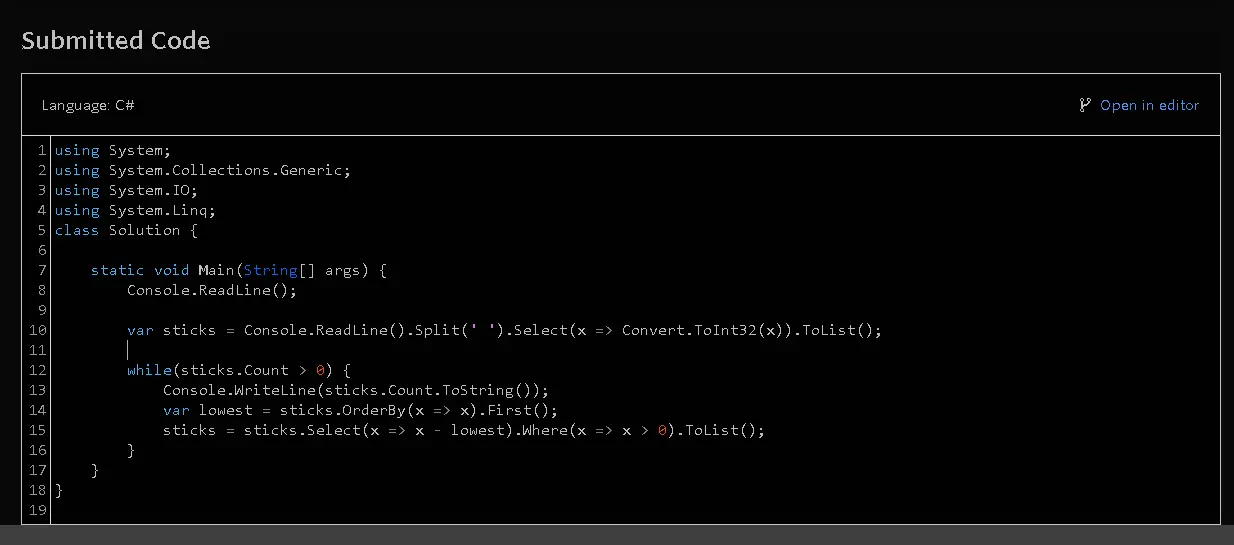 Submitted Code
Language: C#
Open in editor
1 using System;
2 using System.Collections.Generic;
3 using System.IO;
4 using System.Linq;
5 class Solution {
6
7     static void Main(String[] args) {
8         Console.ReadLine();
9
10         var sticks = Console.ReadLine().Split(' ').Select(x => Convert.ToInt32(x)).ToList();
11
12         while(sticks.Count > 0) {
13             Console.WriteLine(sticks.Count.ToString());
14             var lowest = sticks.OrderBy(x => x).First();
15             sticks = sticks.Select(x => x - lowest).Where(x => x > 0).ToList();
16         }
17     }
18 }
19